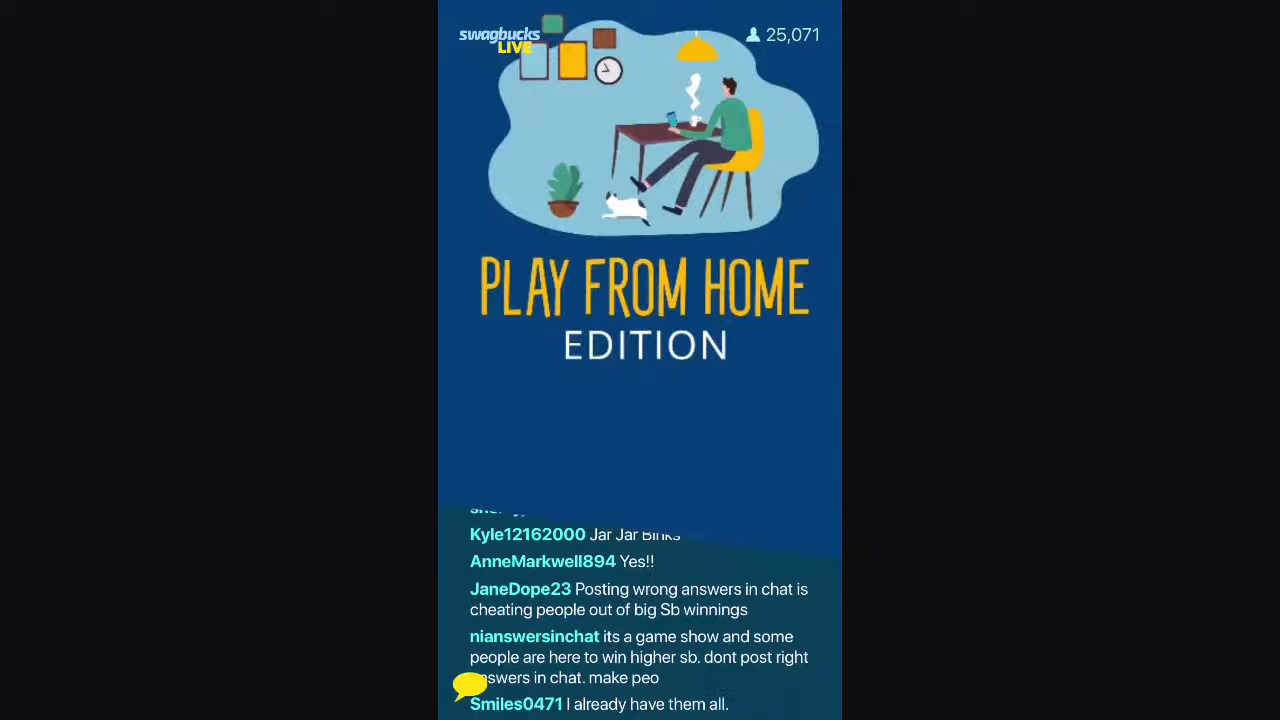 swagbucks
LIVE
25,071
PLAY FROM HOME
EDITION
Kyle12162000 Jar Jar Binks
AnneMarkwell894 Yes!!
JaneDope23 Posting wrong answers in chat is
cheating people out of big Sb winnings
nianswersinchat its a game show and some
people are here to win higher sb. dont post right
answers in chat. make peo
Smiles0471 I already have them all.